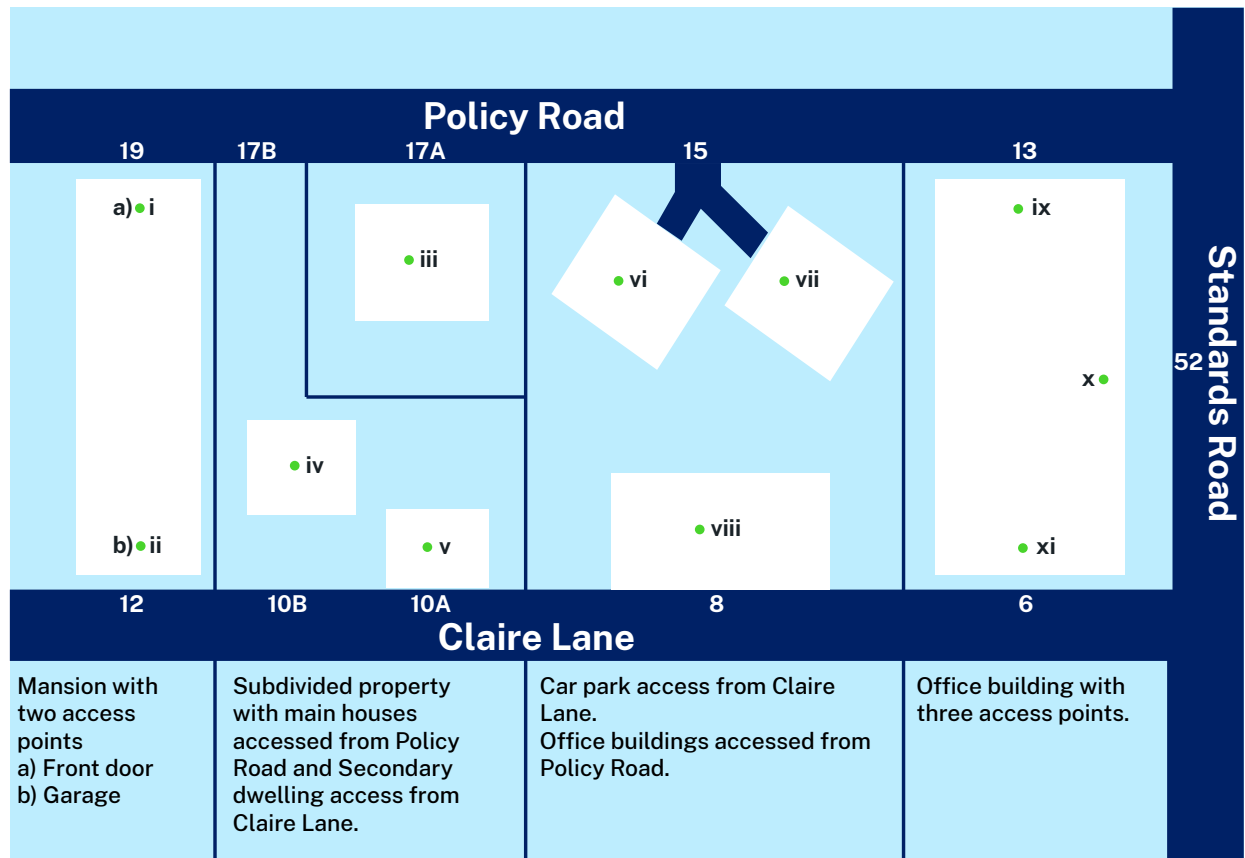 Policy Road
19
17B
17A
15
13
a) i
iii
vi
vii
ix
x
52
Standards Road
iv
v
viii
b) ii
xi
12
10B
10A
8
6
Claire Lane
Mansion with
two access
points
a) Front door
b) Garage
Subdivided property
with main houses
accessed from Policy
Road and Secondary
dwelling access from
Claire Lane.
Car park access from Claire
Lane.
Office buildings accessed from
Policy Road.
Office building with
three access points.